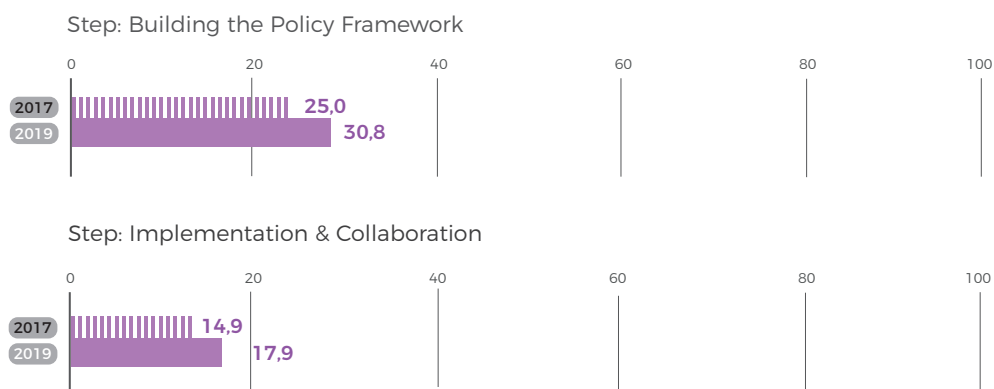 Step: Building the Policy Framework
0 20 40 60 80 100
2017 25,0
2019 30,8
Step: Implementation & Collaboration
0 20 40 60 80 100
2017 14,9
2019 17,9